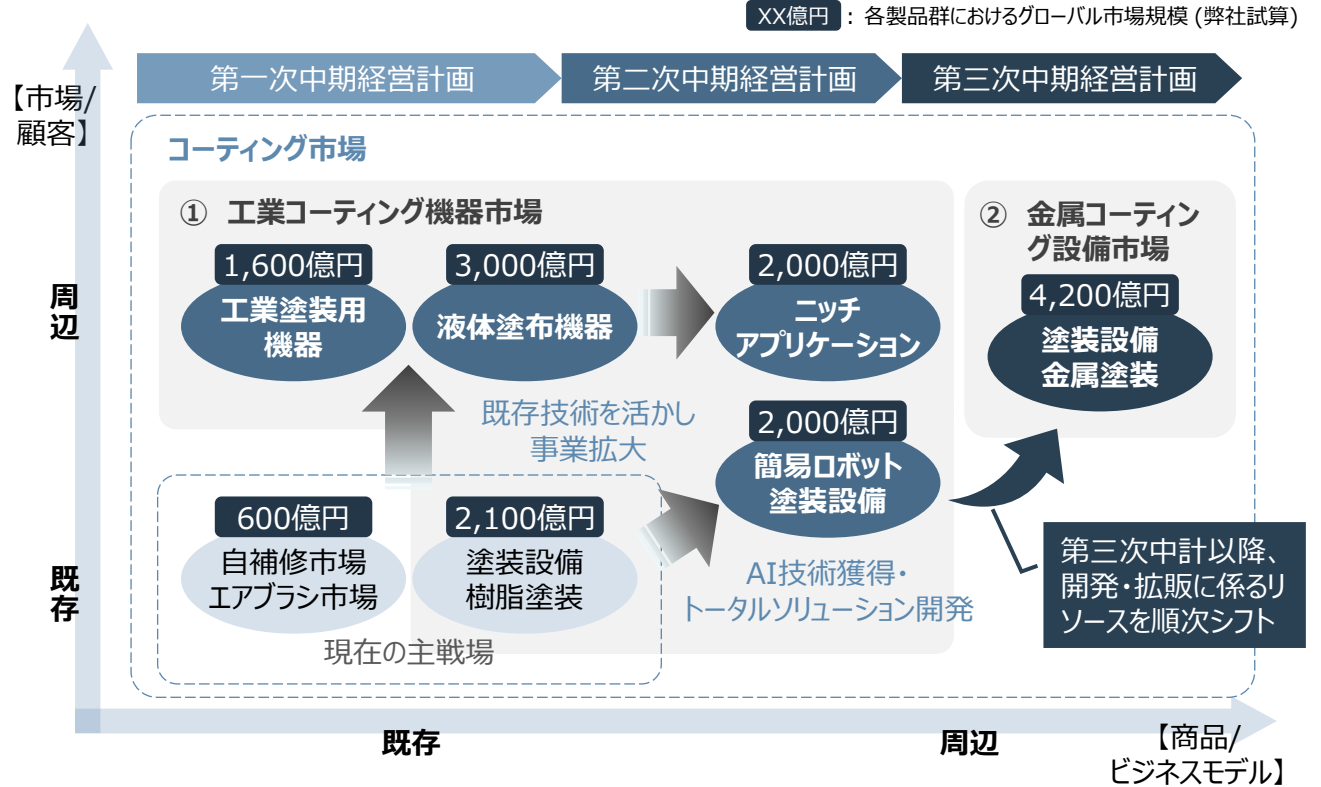 XX億円 : 各製品群におけるグローバル市場規模 (弊社試算)
【市場/
顧客】
第一次中期経営計画
第二次中期経営計画
第三次中期経営計画
コーティング市場
① 工業コーティング機器市場
1,600億円
工業塗装用
機器
3,000億円
液体塗布機器
2,000億円
ニッチ
アプリケーション
② 金属コーティン
グ設備市場
4,200億円
塗装設備
金属塗装
周
辺
既存技術を活かし
事業拡大
2,000億円
簡易ロボット
塗装設備
600億円
自補修市場
エアブラシ市場
2,100億円
塗装設備
樹脂塗装
現在の主戦場
AI技術獲得・
トータルソリューション開発
第三次中計以降、
開発・拡販に係るリ
ソースを順次シフト
既
存
既存
周辺
【商品/
ビジネスモデル】